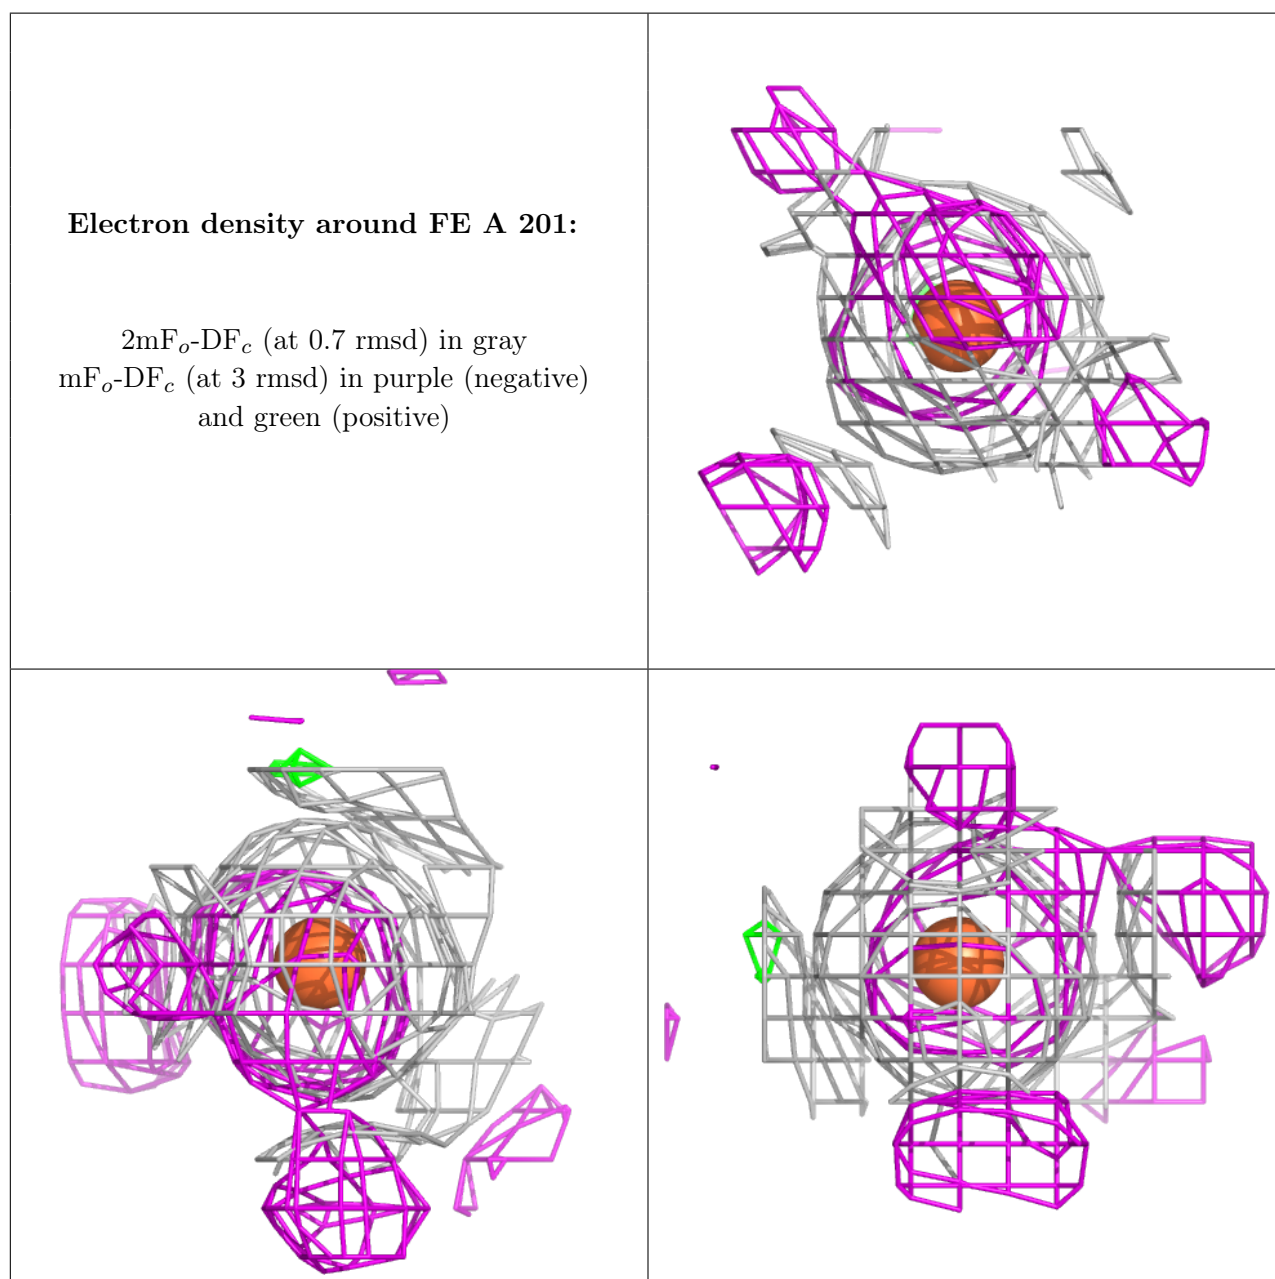 Electron density around FE A 201:
2mFo-DFc (at 0.7 rmsd) in gray
mFo-DFc (at 3 rmsd) in purple (negative)
and green (positive)